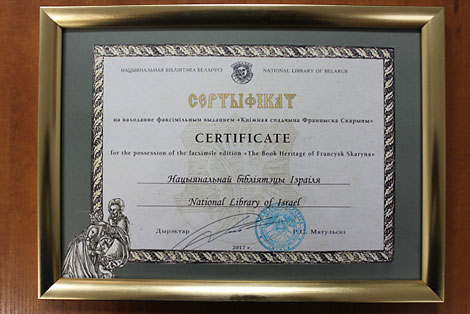 НАЦЫЯНАЛЬНАЯ БІБЛІЯТЭКА БЕЛАРУСІ NATIONAL LIBRARY OF BELARUS
СЕРТЫФІКАТ
на валоданне факсімільным выданнем «Кніжная спадчына Францыска Скарыны»
CERTIFICATE
for the possession of the facsimile edition «The Book Heritage of Francysk Skaryna»
Нацыянальнай бібліятэцы Ізраіля
National Library of Israel
Дырэктар Р.С. Матульскі
2017 г.